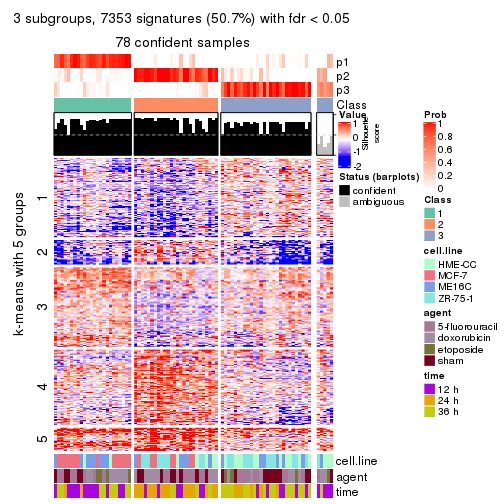 3 subgroups, 7353 signatures (50.7%) with fdr < 0.05
78 confident samples
p1
p2
p3
Class
Silhouette
score
k-means with 5 groups
1
2
3
4
5
cell.line
agent
time
Value
1
0
-1
-2
Status (barplots)
confident
ambiguous
Prob
1
0.8
0.6
0.4
0.2
0
Class
1
2
3
cell.line
HME-CC
MCF-7
ME16C
ZR-75-1
agent
5-fluorouracil
doxorubicin
etoposide
sham
time
12 h
24 h
36 h